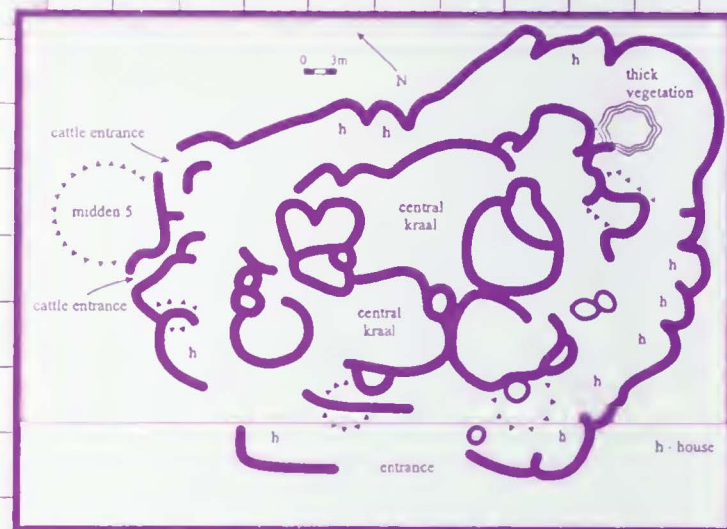 0 3m
N
h
thick
vegetation
cattle entrance
h h
midden 5
central
kraal
cattle entrance
h
central
kraal
h
h
h
h
h
h
h
h - house
entrance